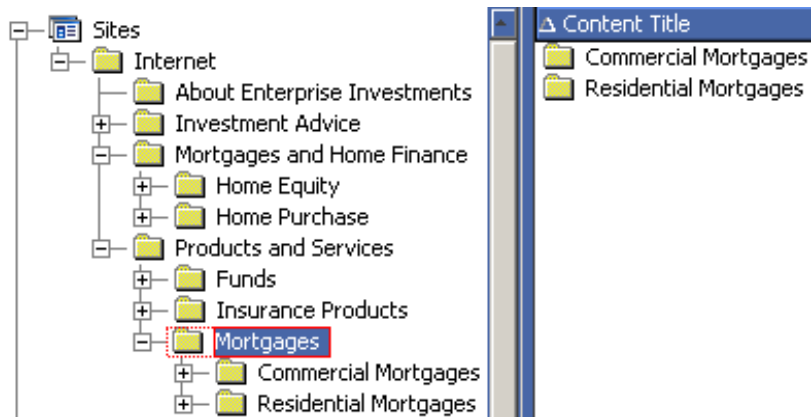 Sites
Internet
About Enterprise Investments
Investment Advice
Mortgages and Home Finance
Home Equity
Home Purchase
Products and Services
Funds
Insurance Products
Mortgages
Commercial Mortgages
Residential Mortgages
Δ Content Title
Commercial Mortgages
Residential Mortgages